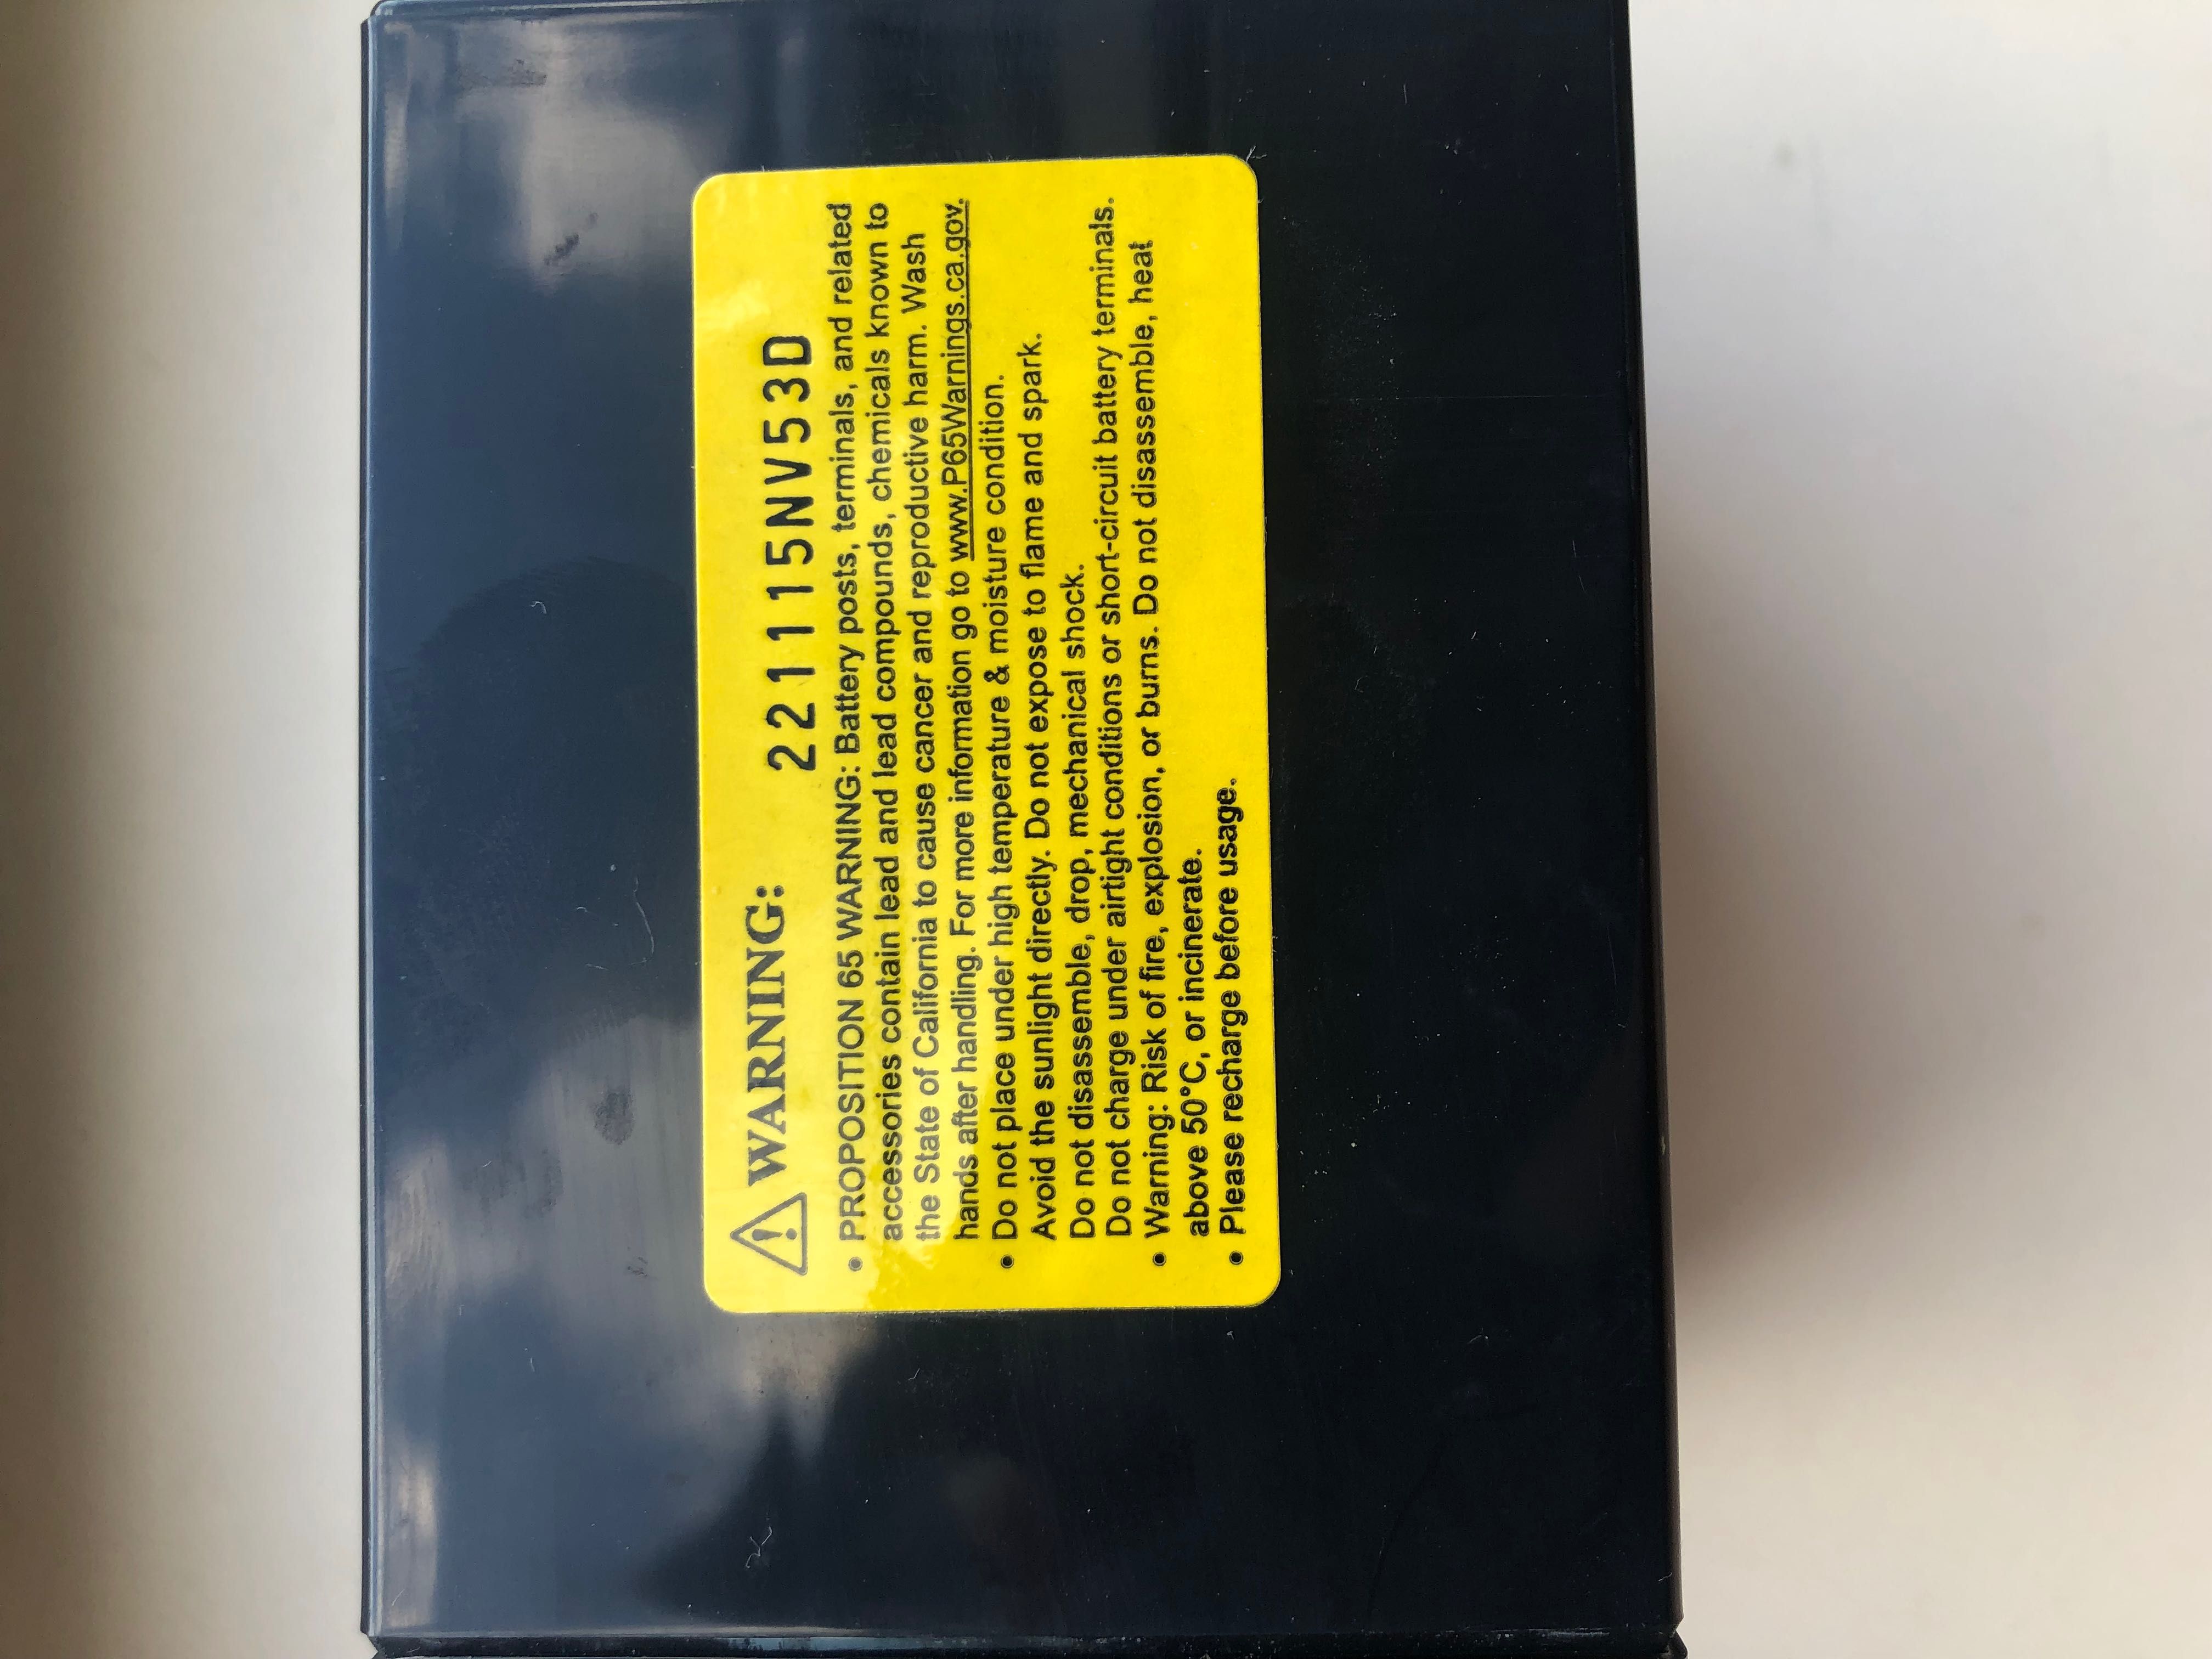 ⚠ WARNING: 221115NV53D
• PROPOSITION 65 WARNING: Battery posts, terminals, and related
accessories contain lead and lead compounds, chemicals known to
the State of California to cause cancer and reproductive harm. Wash
hands after handling. For more information go to www.P65Warnings.ca.gov.
• Do not place under high temperature & moisture condition.
Avoid the sunlight directly. Do not expose to flame and spark.
Do not disassemble, drop, mechanical shock.
Do not charge under airtight conditions or short-circuit battery terminals.
• Warning: Risk of fire, explosion, or burns. Do not disassemble, heat
above 50°C, or incinerate.
• Please recharge before usage.